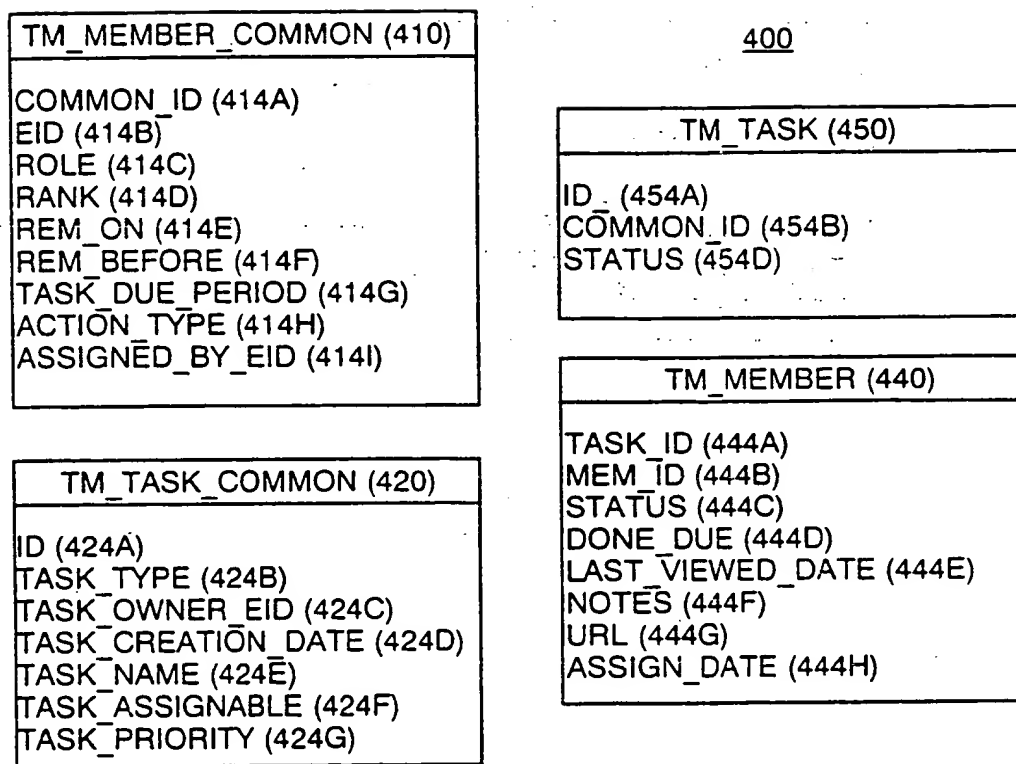 TM_MEMBER_COMMON (410)
COMMON_ID (414A)
EID (414B)
ROLE (414C)
RANK (414D)
REM_ON (414E)
REM_BEFORE (414F)
TASK_DUE_PERIOD (414G)
ACTION_TYPE (414H)
ASSIGNED_BY_EID (414I)
TM_TASK_COMMON (420)
ID (424A)
TASK_TYPE (424B)
TASK_OWNER_EID (424C)
TASK_CREATION_DATE (424D)
TASK_NAME (424E)
TASK_ASSIGNABLE (424F)
TASK_PRIORITY (424G)
400
TM_TASK (450)
ID_ (454A)
COMMON_ID (454B)
STATUS (454D)
TM_MEMBER (440)
TASK_ID (444A)
MEM_ID (444B)
STATUS (444C)
DONE_DUE (444D)
LAST_VIEWED_DATE (444E)
NOTES (444F)
URL (444G)
ASSIGN_DATE (444H)